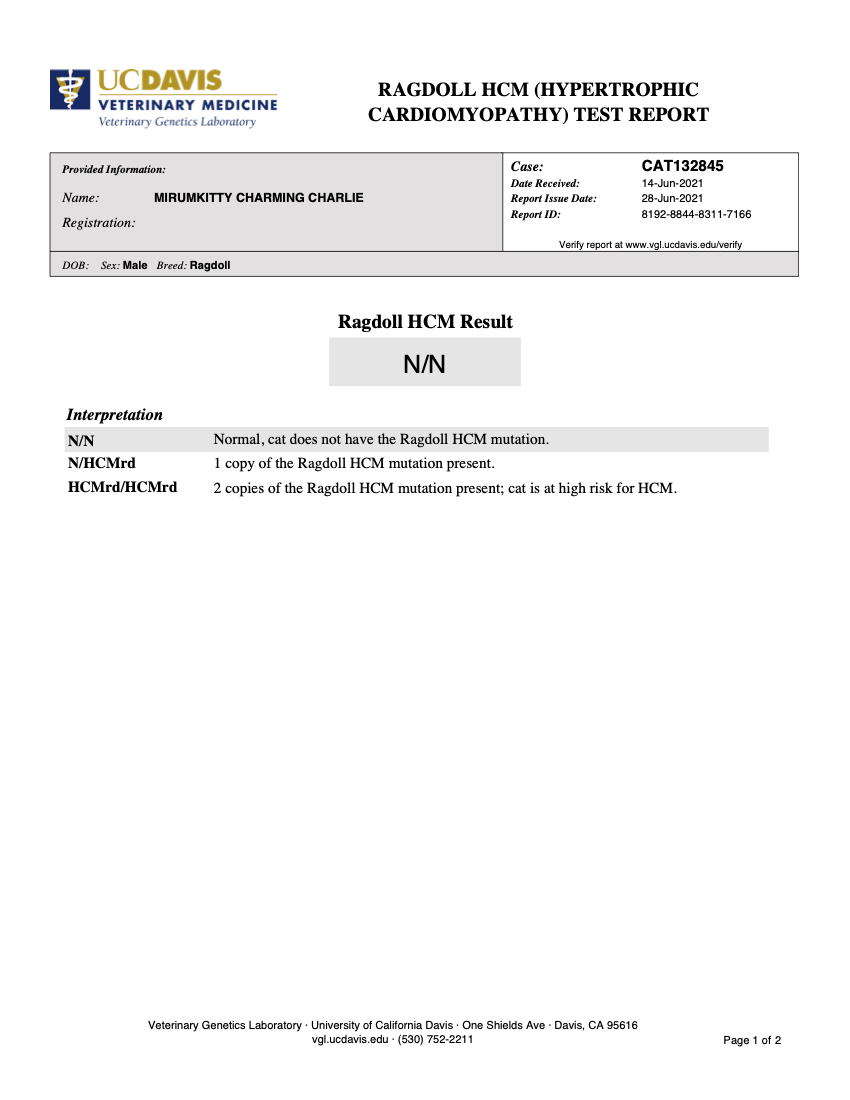 UCDAVIS
VETERINARY MEDICINE
Veterinary Genetics Laboratory
RAGDOLL HCM (HYPERTROPHIC
CARDIOMYOPATHY) TEST REPORT
Provided Information:
Name: MIRUMKITTY CHARMING CHARLIE
Registration:
Case: CAT132845
Date Received: 14-Jun-2021
Report Issue Date: 28-Jun-2021
Report ID: 8192-8844-8311-7166
Verify report at www.vgl.ucdavis.edu/verify
DOB: Sex: Male Breed: Ragdoll
Ragdoll HCM Result
N/N
Interpretation
N/N Normal, cat does not have the Ragdoll HCM mutation.
N/HCMrd 1 copy of the Ragdoll HCM mutation present.
HCMrd/HCMrd 2 copies of the Ragdoll HCM mutation present; cat is at high risk for HCM.
Veterinary Genetics Laboratory · University of California Davis · One Shields Ave · Davis, CA 95616
vgl.ucdavis.edu · (530) 752-2211
Page 1 of 2